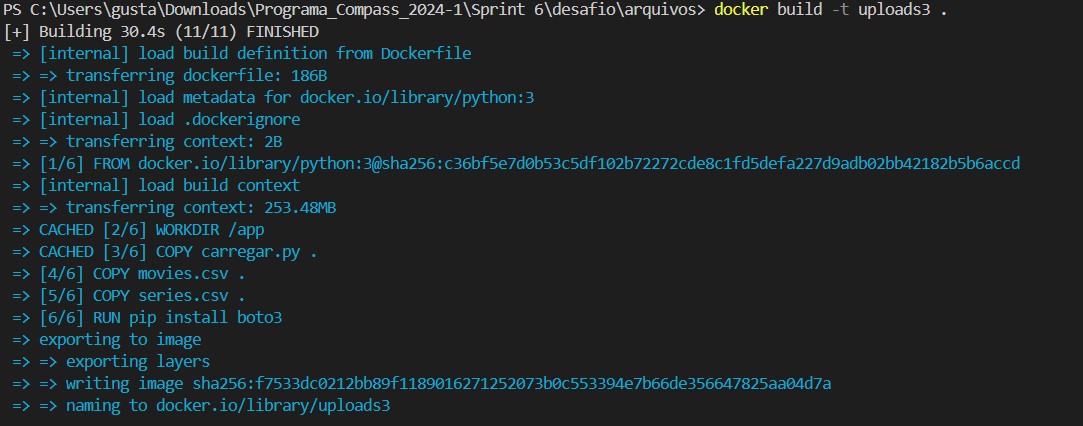 PS C:\Users\gusta\Downloads\Programa_Compass_2024-1\Sprint 6\desafio\arquivos> docker build -t uploads3 .
[+] Building 30.4s (11/11) FINISHED
=> [internal] load build definition from Dockerfile
=> => transferring dockerfile: 186B
=> [internal] load metadata for docker.io/library/python:3
=> [internal] load .dockerignore
=> => transferring context: 2B
=> [1/6] FROM docker.io/library/python:3@sha256:c36bf5e7d0b53c5df102b72272cde8c1fd5defa227d9adb02bb42182b5b6accd
=> [internal] load build context
=> => transferring context: 253.48MB
=> CACHED [2/6] WORKDIR /app
=> CACHED [3/6] COPY carregar.py .
=> [4/6] COPY movies.csv .
=> [5/6] COPY series.csv .
=> [6/6] RUN pip install boto3
=> exporting to image
=> => exporting layers
=> => writing image sha256:f7533dc0212bb89f1189016271252073b0c553394e7b66de356647825aa04d7a
=> => naming to docker.io/library/uploads3